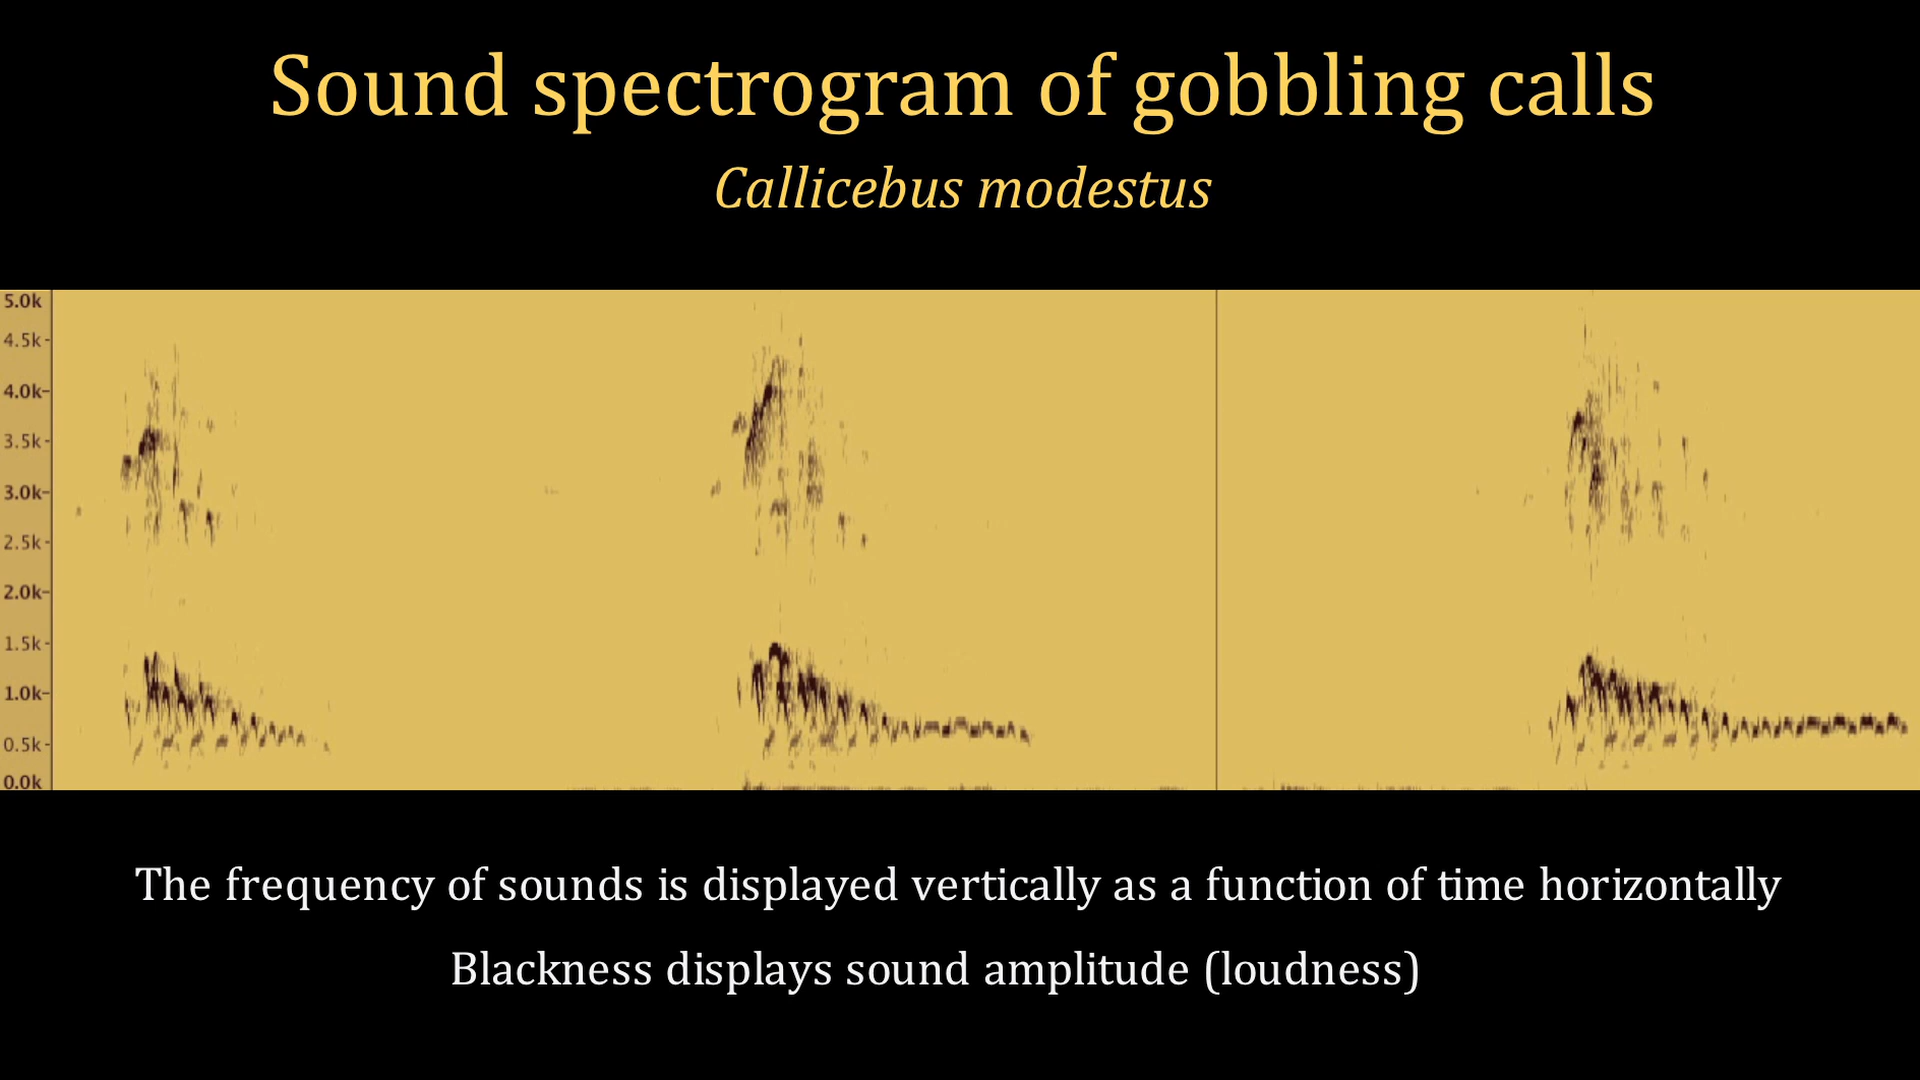 Sound spectrogram of gobbling calls
Callicebus modestus
5.0k
4.5k
4.0k
3.5k
3.0k
2.5k
2.0k
1.5k
1.0k
0.5k
0.0k
The frequency of sounds is displayed vertically as a function of time horizontally
Blackness displays sound amplitude (loudness)